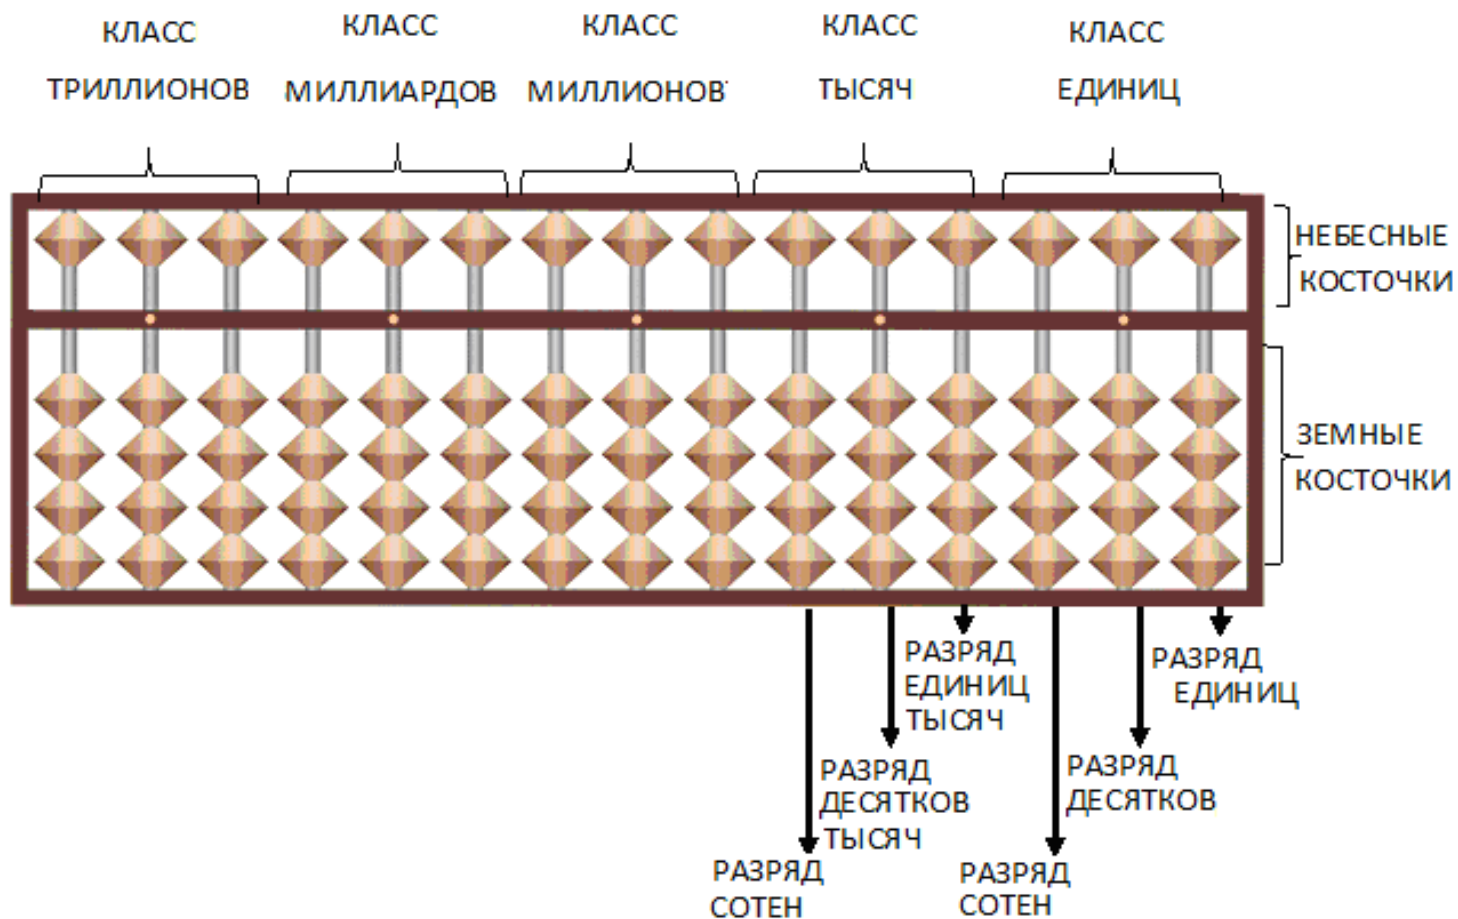 КЛАСС
ТРИЛЛИОНОВ
КЛАСС
МИЛЛИАРДОВ
КЛАСС
МИЛЛИОНОВ
КЛАСС
ТЫСЯЧ
КЛАСС
ЕДИНИЦ
НЕБЕСНЫЕ
КОСТОЧКИ
ЗЕМНЫЕ
КОСТОЧКИ
РАЗРЯД
СОТЕН
РАЗРЯД
ДЕСЯТКОВ
ТЫСЯЧ
РАЗРЯД
ЕДИНИЦ
ТЫСЯЧ
РАЗРЯД
СОТЕН
РАЗРЯД
ДЕСЯТКОВ
РАЗРЯД
ЕДИНИЦ